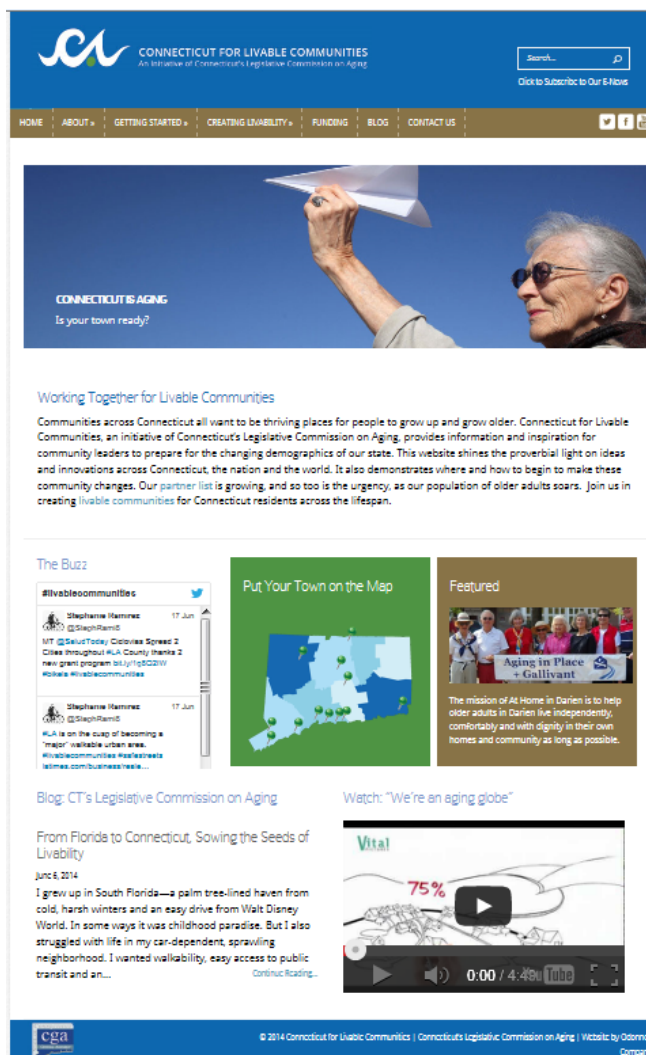 CONNECTICUT FOR LIVABLE COMMUNITIES
An Initiative of Connecticut's Legislative Commission on Aging
Search...
Click to Subscribe to Our E-News
HOME ABOUT » GETTING STARTED » CREATING LIVABILITY » FUNDING BLOG CONTACT US
CONNECTICUT IS AGING
Is your town ready?
Working Together for Livable Communities
Communities across Connecticut all want to be thriving places for people to grow up and grow older. Connecticut for Livable
Communities, an initiative of Connecticut's Legislative Commission on Aging, provides information and inspiration for
community leaders to prepare for the changing demographics of our state. This website shines the proverbial light on ideas
and innovations across Connecticut, the nation and the world. It also demonstrates where and how to begin to make these
community changes. Our partner list is growing, and so too is the urgency, as our population of older adults soars. Join us in
creating livable communities for Connecticut residents across the lifespan.
The Buzz
#livablecommunities
Stephanie Ramirez 17 Jun
@StephRami6
MT @SaludToday Ciclovias Spread 2
Cities throughout #LA County thanks 2
new grant program
#bikela #livablecommunities
Stephanie Ramirez 17 Jun
@StephRami6
#LA is on the cusp of becoming a
"major" walkable urban area.
#livablecommunities #safestreets
latimes.com/business/reale...
Put Your Town on the Map
Featured
Aging in Place
+ Gallivant
The mission of At Home in Darien is to help
older adults in Darien live independently,
comfortably and with dignity in their own
homes and community as long as possible.
Blog: CT's Legislative Commission on Aging
From Florida to Connecticut, Sowing the Seeds of
Livability
June 6, 2014
I grew up in South Florida—a palm tree-lined haven from
cold, harsh winters and an easy drive from Walt Disney
World. In some ways it was childhood paradise. But I also
struggled with life in my car-dependent, sprawling
neighborhood. I wanted walkability, easy access to public
transit and an... Continue Reading...
Watch: "We're an aging globe"
Vital
75%
0:00 / 4:49 YouTube
cga
© 2014 Connecticut for Livable Communities | Connecticut's Legislative Commission on Aging | Website by Odonn
Compan